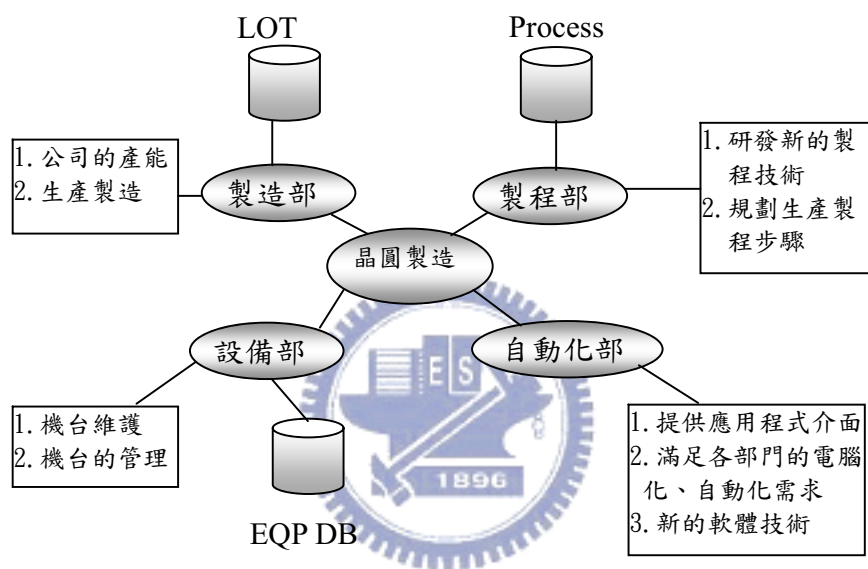 LOT
Process
1.公司的產能
2.生產製造
製造部
製程部
1.研發新的製
程技術
2.規劃生產製
程步驟
晶圓製造
設備部
自動化部
ES
1.機台維護
2.機台的管理
1896
EQP DB
1.提供應用程式介面
2.滿足各部門的電腦
化、自動化需求
3.新的軟體技術